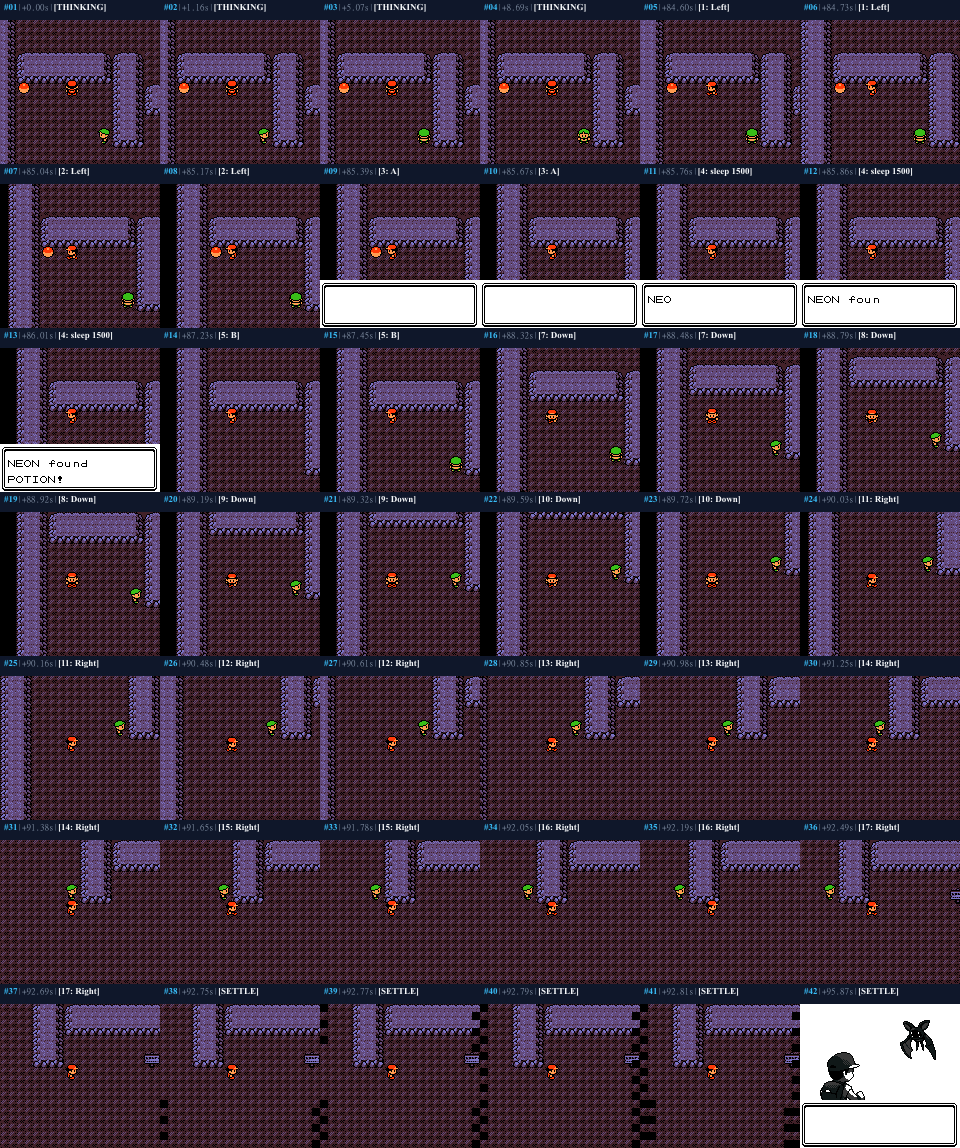 #01|+0.00s|[THINKING]
#02|+1.16s|[THINKING]
#03|+5.07s|[THINKING]
#04|+8.69s|[THINKING]
#05|+84.60s|[1: Left]
#06|+84.73s|[1: Left]
#07|+85.04s|[2: Left]
#08|+85.17s|[2: Left]
#09|+85.39s|[3: A]
#10|+85.67s|[3: A]
#11|+85.76s|[4: sleep 1500]
#12|+85.86s|[4: sleep 1500]
NEO
NEON foun
#13|+86.01s|[4: sleep 1500]
#14|+87.23s|[5: B]
#15|+87.45s|[5: B]
#16|+88.32s|[7: Down]
#17|+88.48s|[7: Down]
#18|+88.79s|[8: Down]
NEON found
POTION!
#19|+88.92s|[8: Down]
#20|+89.19s|[9: Down]
#21|+89.32s|[9: Down]
#22|+89.59s|[10: Down]
#23|+89.72s|[10: Down]
#24|+90.03s|[11: Right]
#25|+90.16s|[11: Right]
#26|+90.48s|[12: Right]
#27|+90.61s|[12: Right]
#28|+90.85s|[13: Right]
#29|+90.98s|[13: Right]
#30|+91.25s|[14: Right]
#31|+91.38s|[14: Right]
#32|+91.65s|[15: Right]
#33|+91.78s|[15: Right]
#34|+92.05s|[16: Right]
#35|+92.19s|[16: Right]
#36|+92.49s|[17: Right]
#37|+92.69s|[17: Right]
#38|+92.75s|[SETTLE]
#39|+92.77s|[SETTLE]
#40|+92.79s|[SETTLE]
#41|+92.81s|[SETTLE]
#42|+95.87s|[SETTLE]